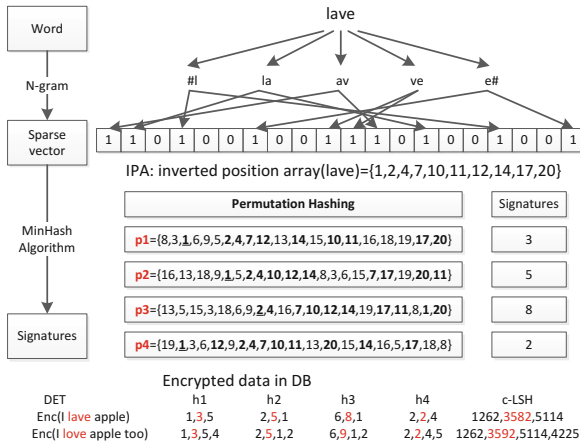 lave
Word
N-gram
#l la av ve e#
Sparse vector
1 1 0 1 0 0 1 0 0 1 1 1 0 1 0 0 1 0 0 1
IPA: inverted position array(lave)={1,2,4,7,10,11,12,14,17,20}
Permutation Hashing Signatures
MinHash Algorithm
p1={8,3,1,6,9,5,2,4,7,12,13,14,15,10,11,16,18,19,17,20} 3
p2={16,13,18,9,1,5,2,4,10,12,14,8,3,6,15,7,17,19,20,11} 5
p3={13,5,15,3,18,6,9,2,4,16,7,10,12,14,19,17,11,8,1,20} 8
Signatures
p4={19,1,3,6,12,9,2,4,7,10,11,13,20,15,14,16,5,17,18,8} 2
Encrypted data in DB
DET h1 h2 h3 h4 c-LSH
Enc(I lave apple) 1,3,5 2,5,1 6,8,1 2,2,4 1262,3582,5114
Enc(I love apple too) 1,3,5,4 2,5,1,2 6,9,1,2 2,2,4,5 1262,3592,5114,4225